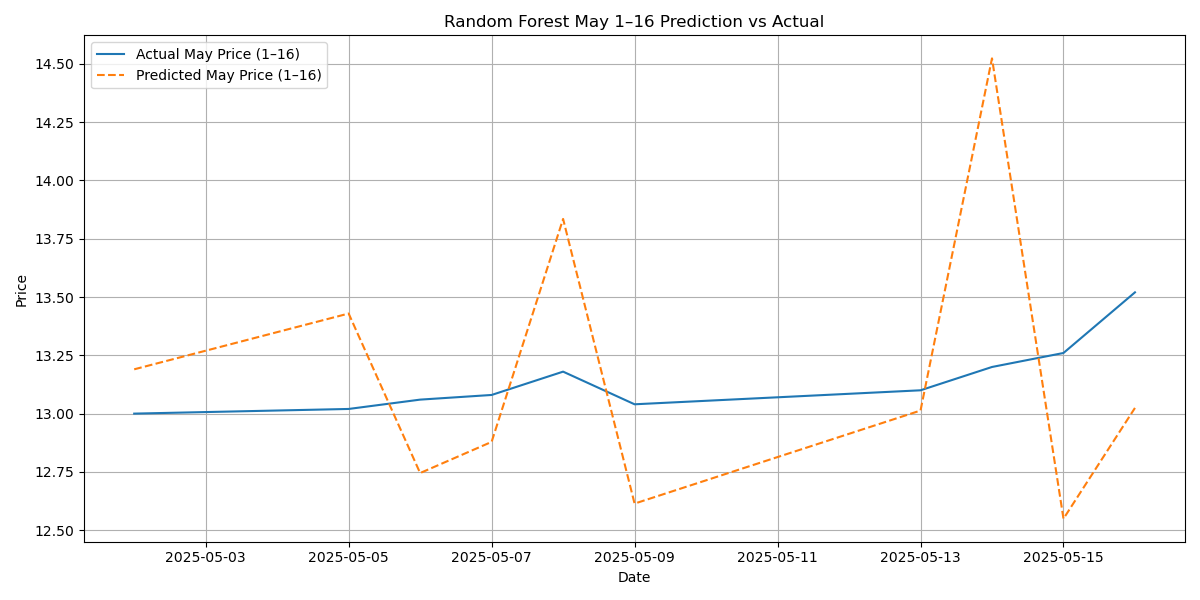 Random Forest May 1–16 Prediction vs Actual
Actual May Price (1–16)
Predicted May Price (1–16)
14.50
14.25
14.00
13.75
13.50
13.25
13.00
12.75
12.50
Price
2025-05-03 2025-05-05 2025-05-07 2025-05-09 2025-05-11 2025-05-13 2025-05-15
Date